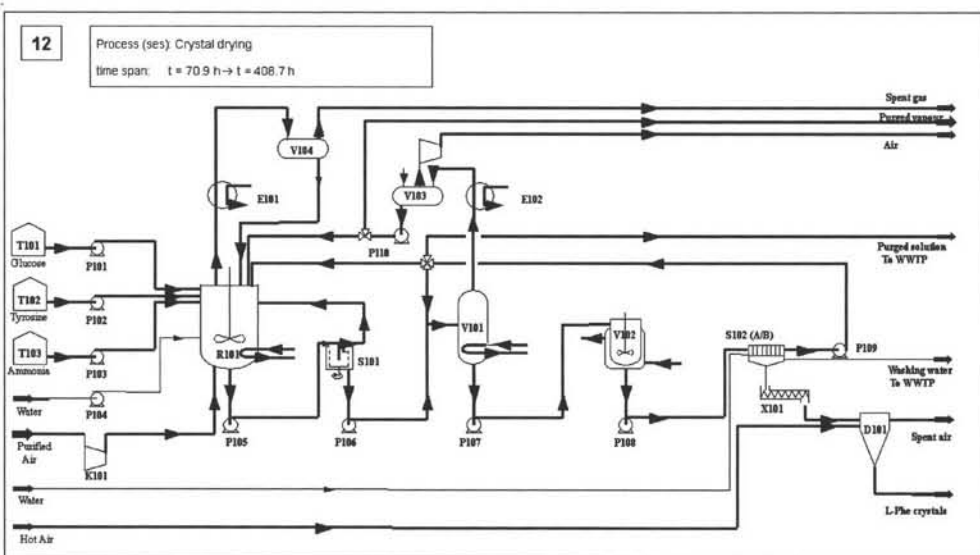 12
Process (ses): Crystal drying
time span: t = 70.9 h → t = 408.7 h
Spent gas
Purged vapour
Air
V104
V103
E101
E102
T101
Glucose
P101
P110
Purged solution
To WWTP
T102
Tyrosine
P102
R101
V101
V102
S102 (A/B)
P109
T103
Ammonia
P103
S101
Washing water
To WWTP
Water
P104
X101
Purified
Air
K101
P105
P106
P107
P108
D101
Spent air
Water
L-Phe crystals
Hot Air